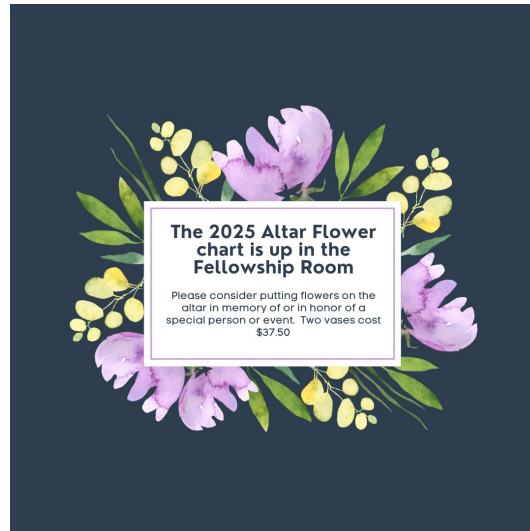 The 2025 Altar Flower
chart is up in the
Fellowship Room
Please consider putting flowers on the
altar in memory of or in honor of a
special person or event. Two vases cost
$37.50